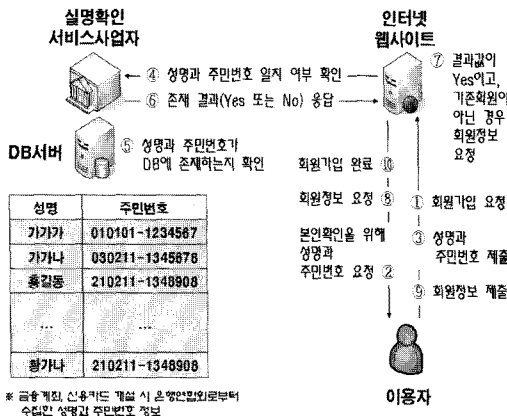 실명확인
서비스사업자
인터넷
웹사이트
④ 성명과 주민번호 일치 여부 확인
⑥ 존재 결과(Yes 또는 No) 응답
⑦ 결과값이
Yes이고,
기존회원이
아닌 경우
회원정보
요청
DB서버
⑤ 성명과 주민번호가
DB에 존재하는지 확인
회원가입 완료 ⑩
회원정보 요청 ⑧
① 회원가입 요청
본인확인을 위해
성명과
주민번호 요청 ②
③ 성명과
주민번호 제출
⑨ 회원정보 제출
성명 주민번호
가가가 010101-1234567
가가나 030211-1345678
홍길동 210211-1348908
... ...
황가나 210211-1348908
이용자
※ 금융계좌, 신용카드 개설 시 은행연합회로부터
수집한 성명과 주민번호 정보